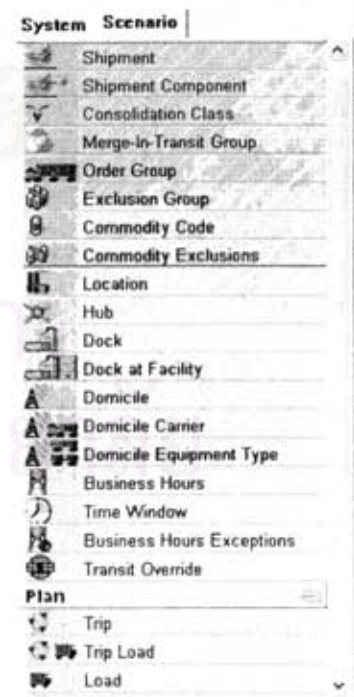 System Scenario
Shipment
Shipment Component
Consolidation Class
Merge-In-Transit Group
Order Group
Exclusion Group
Commodity Code
Commodity Exclusions
Location
Hub
Dock
Dock at Facility
Domicile
Domicile Carrier
Domicile Equipment Type
Business Hours
Time Window
Business Hours Exceptions
Transit Override
Plan
Trip
Trip Load
Load